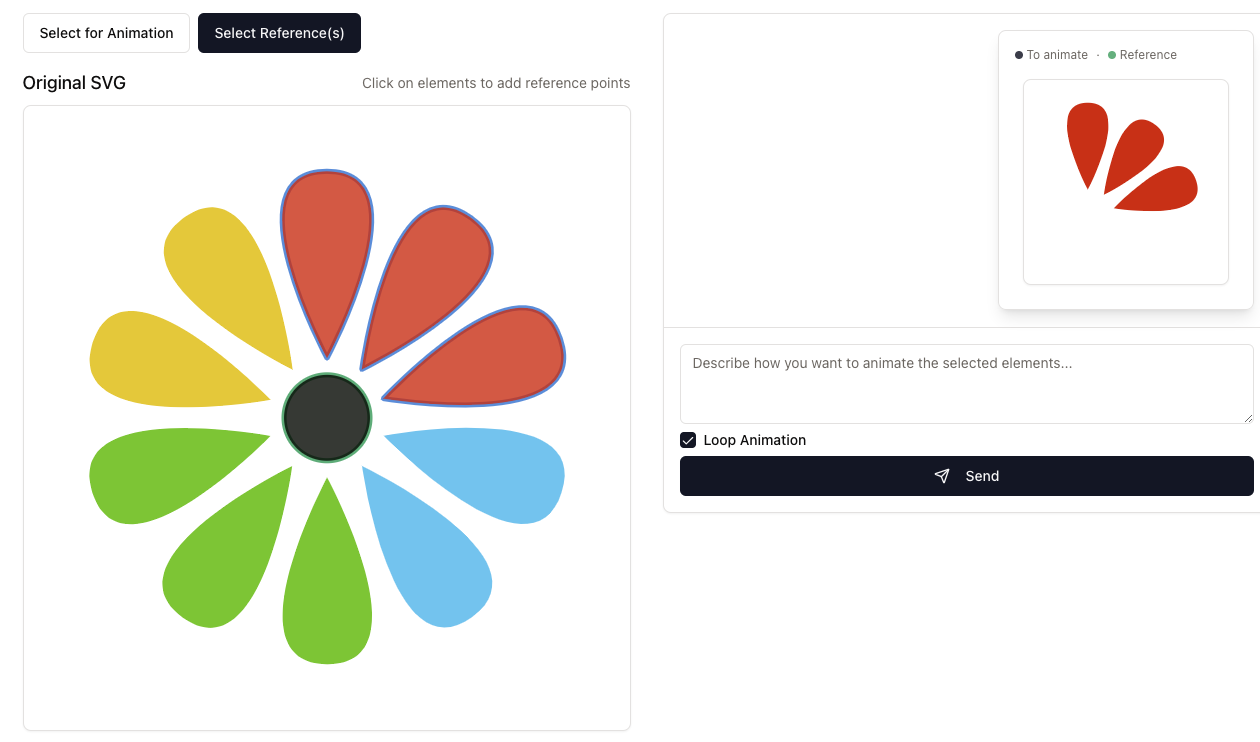 Select for Animation
Select Reference(s)
Original SVG
Click on elements to add reference points
To animate · Reference
Describe how you want to animate the selected elements...
Loop Animation
Send